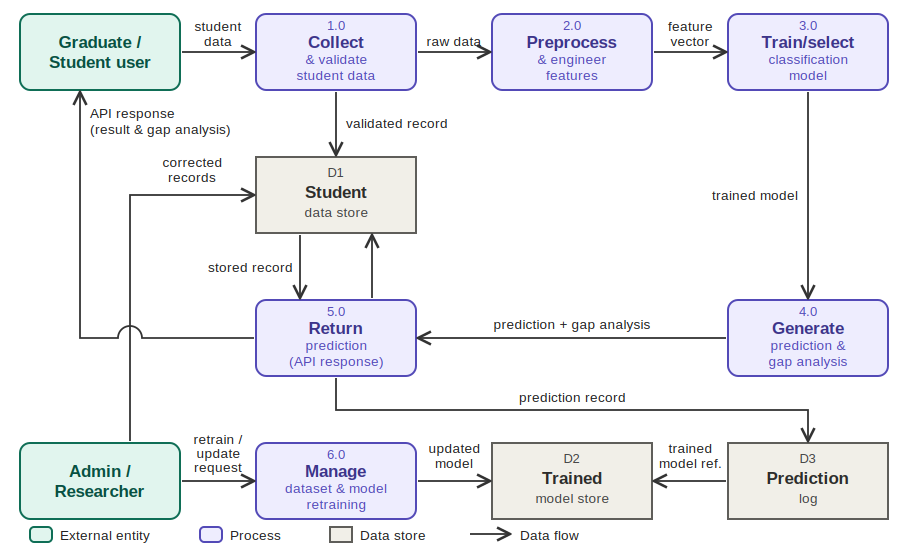 Graduate /
Student user
student
data
1.0
Collect
& validate
student data
raw data
2.0
Preprocess
& engineer
features
feature
vector
3.0
Train/select
classification
model
API response
(result & gap analysis)
validated record
corrected
records
D1
Student
data store
trained model
stored record
5.0
Return
prediction
(API response)
prediction + gap analysis
4.0
Generate
prediction &
gap analysis
prediction record
Admin /
Researcher
retrain /
update
request
6.0
Manage
dataset & model
retraining
updated
model
D2
Trained
model store
trained
model ref.
D3
Prediction
log
External entity
Process
Data store
Data flow